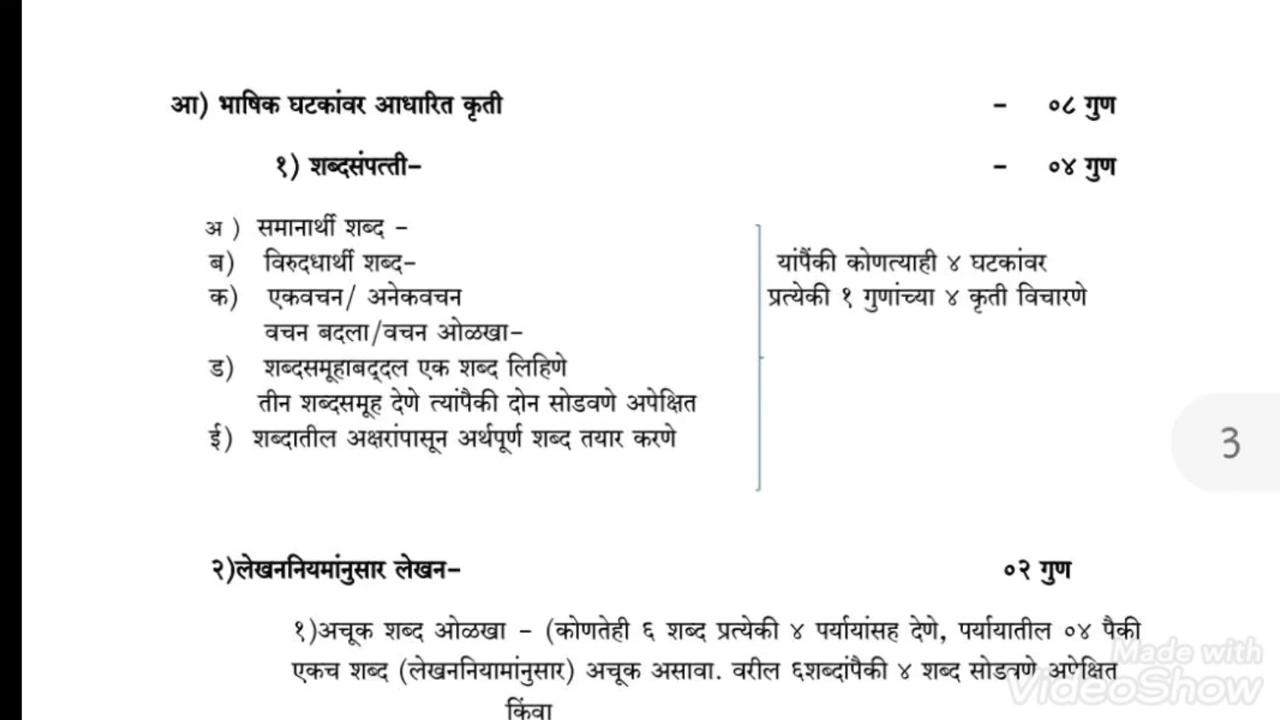 आ) भाषिक घटकांवर आधारित कृती - ०८ गुण
१) शब्दसंपत्ती- - ०४ गुण
अ ) समानार्थी शब्द -
ब) विरुदधार्थी शब्द- यांपैंकी कोणत्याही ४ घटकांवर
क) एकवचन/ अनेकवचन प्रत्येकी १ गुणांच्या ४ कृती विचारणे
वचन बदला/वचन ओळखा-
ड) शब्दसमूहाबद्दल एक शब्द लिहिणे
तीन शब्दसमूह देणे त्यांपैकी दोन सोडवणे अपेक्षित
ई) शब्दातील अक्षरांपासून अर्थपूर्ण शब्द तयार करणे
3
२)लेखननियमांनुसार लेखन- ०२ गुण
१)अचूक शब्द ओळखा - (कोणतेही ६ शब्द प्रत्येकी ४ पर्यायांसह देणे, पर्यायातील ०४ पैकी
एकच शब्द (लेखननियामांनुसार) अचूक असावा. वरील ६शब्दांपैकी ४ शब्द सोडवणे अपेक्षित
किंवा
Made with
VideoShow